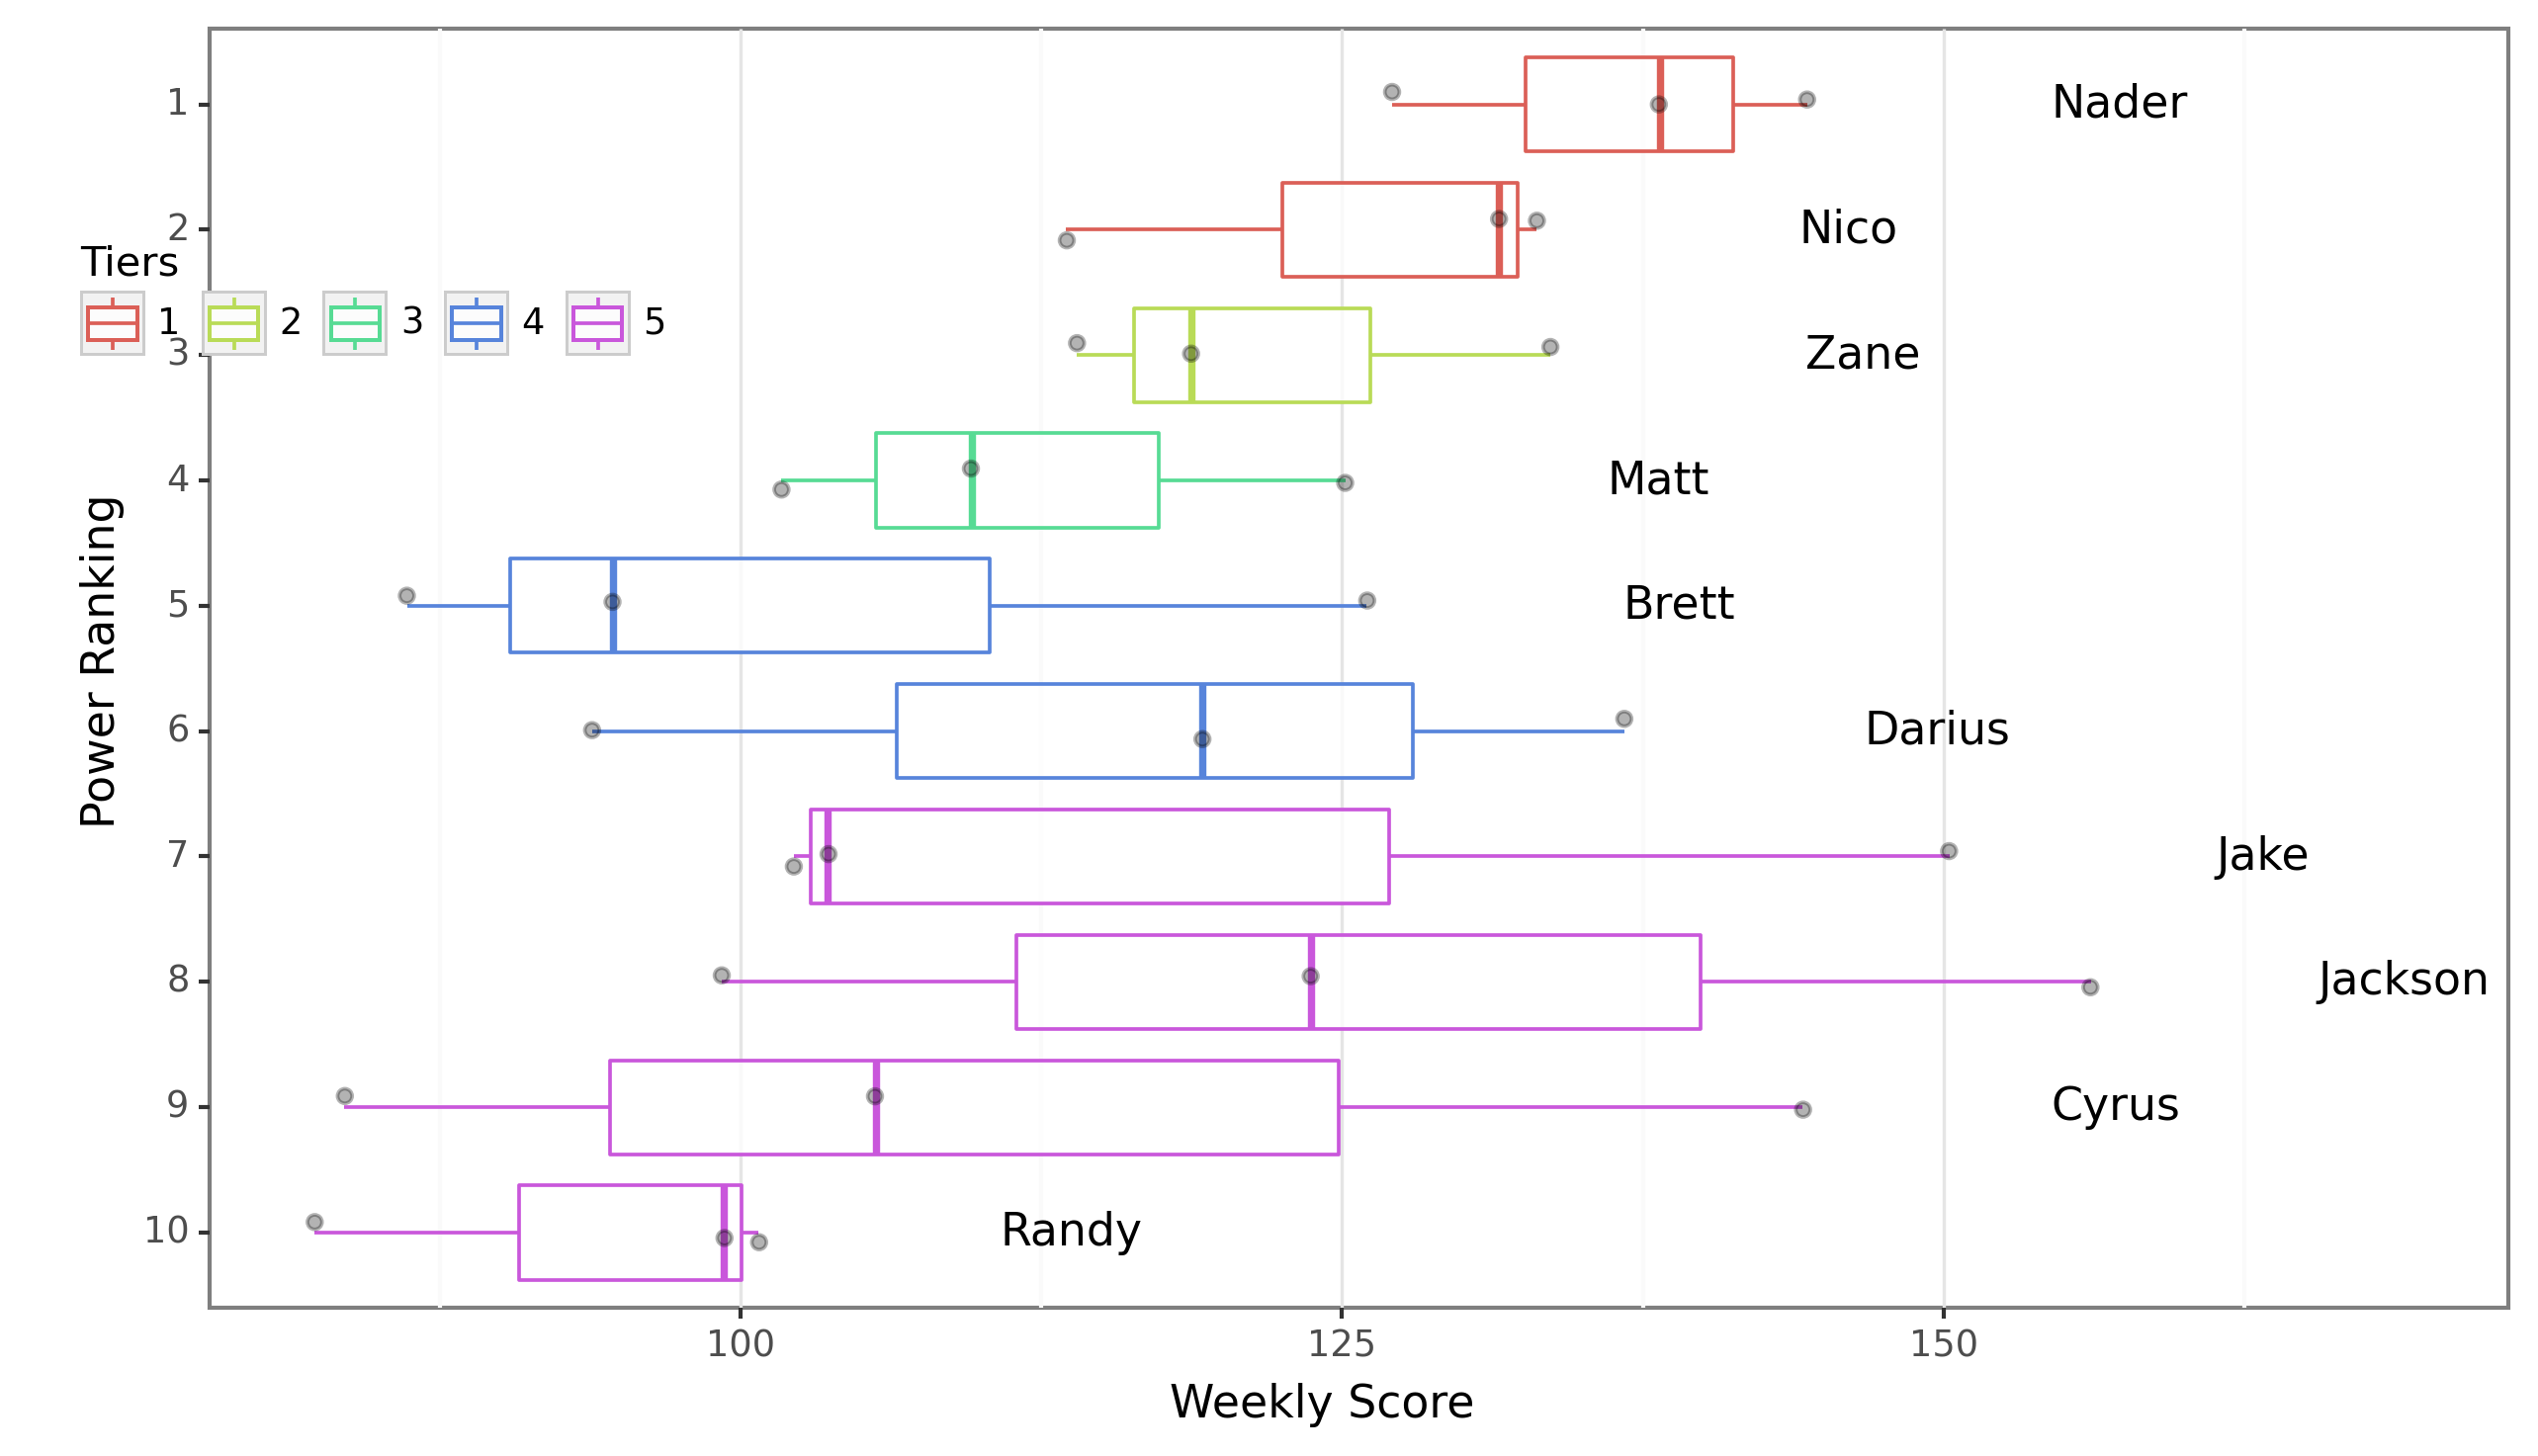 1 Nader
2 Nico
Tiers
1 2 3 4 5
3 Zane
4 Matt
Power Ranking
5 Brett
6 Darius
7 Jake
8 Jackson
9 Cyrus
10 Randy
100 125 150
Weekly Score